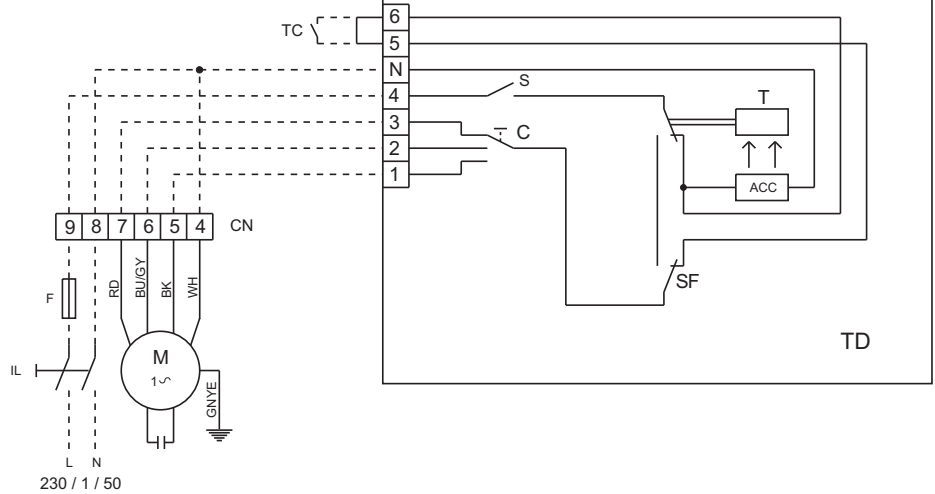 TC
6
5
N
4
3
2
1
S
C
T
ACC
SF
TD
9 8 7 6 5 4
CN
F
RD
BU/GY
BK
WH
IL
M
1~
GNYE
L N
230 / 1 / 50